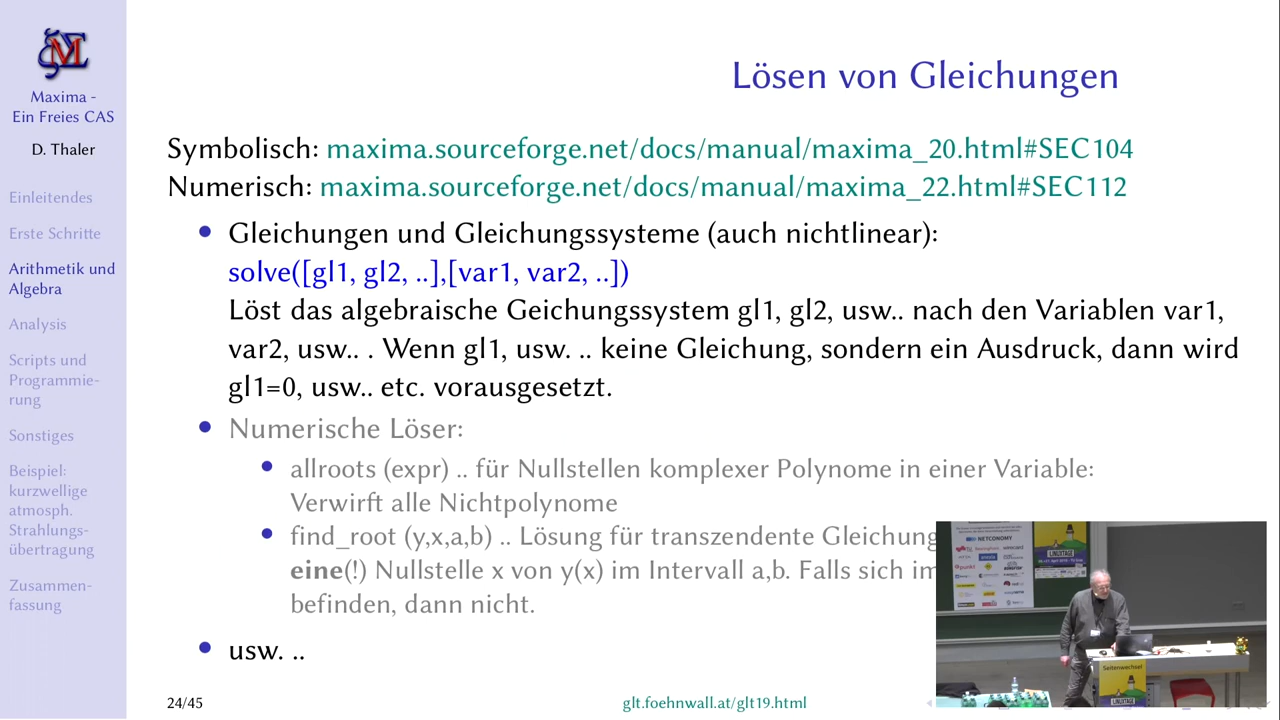 Maxima -
Ein Freies CAS
D. Thaler
Einleitendes
Erste Schritte
Arithmetik und
Algebra
Analysis
Scripts und
Programmie-
rung
Sonstiges
Beispiel:
kurzwellige
atmosph.
Strahlungs-
übertragung
Zusammen-
fassung
Lösen von Gleichungen
Symbolisch: maxima.sourceforge.net/docs/manual/maxima_20.html#SEC104
Numerisch: maxima.sourceforge.net/docs/manual/maxima_22.html#SEC112
• Gleichungen und Gleichungssysteme (auch nichtlinear):
solve([gl1, gl2, ..],[var1, var2, ..])
Löst das algebraische Geichungssystem gl1, gl2, usw.. nach den Variablen var1,
var2, usw.. . Wenn gl1, usw. .. keine Gleichung, sondern ein Ausdruck, dann wird
gl1=0, usw.. etc. vorausgesetzt.
• Numerische Löser:
• allroots (expr) .. für Nullstellen komplexer Polynome in einer Variable:
Verwirft alle Nichtpolynome
• find_root (y,x,a,b) .. Lösung für transzendente Gleichung
eine(!) Nullstelle x von y(x) im Intervall a,b. Falls sich im
befinden, dann nicht.
• usw. ..
NETCONOMY
LINUXTAGE
Seitenwechsel
LINUXTAGE
24/45
glt.foehnwall.at/glt19.html